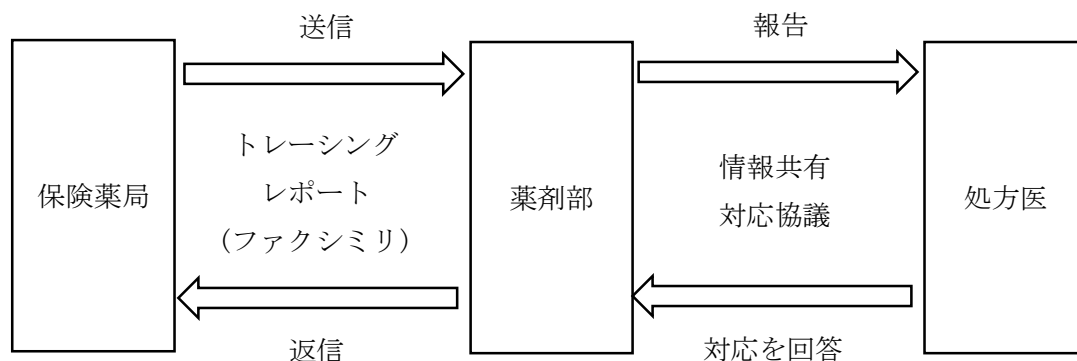 送信
報告
保険薬局
トレーシング
レポート
（ファクシミリ）
薬剤部
情報共有
対応協議
処方医
返信
対応を回答